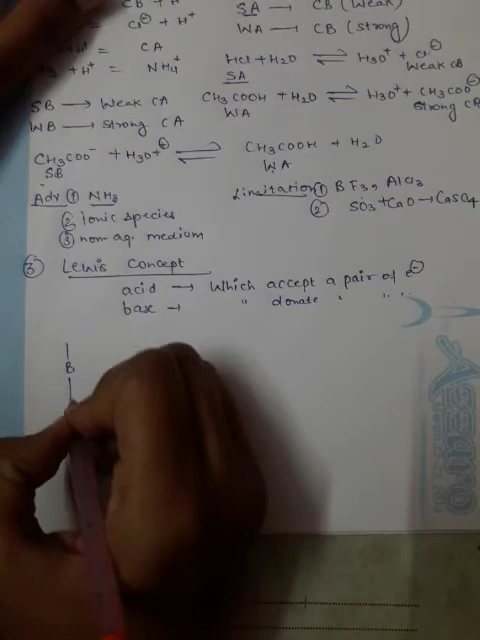 CB + H
SA → CB (Weak)
Cl⊖ + H+
WA → CB (Strong)
+ H+ = CA
HCl + H2O ⇌ H3O+ + Cl⊖
+ H+ = NH4+
SA
Weak CB
SB → Weak CA
CH3COOH + H2O ⇌ H3O+ + CH3COO⊖
WA
Strong CA
WB → Strong CA
CH3COO- + H3O+ ⇌ CH3COOH + H2O
SB
WA
Adv ① NH3
② ionic species
③ non aq. medium
Limitation ① BF3, AlCl3
② SO3 + CaO → CaSO4
③ Lewis Concept
acid → Which accept a pair of e⊖
base → " donate " " "
B